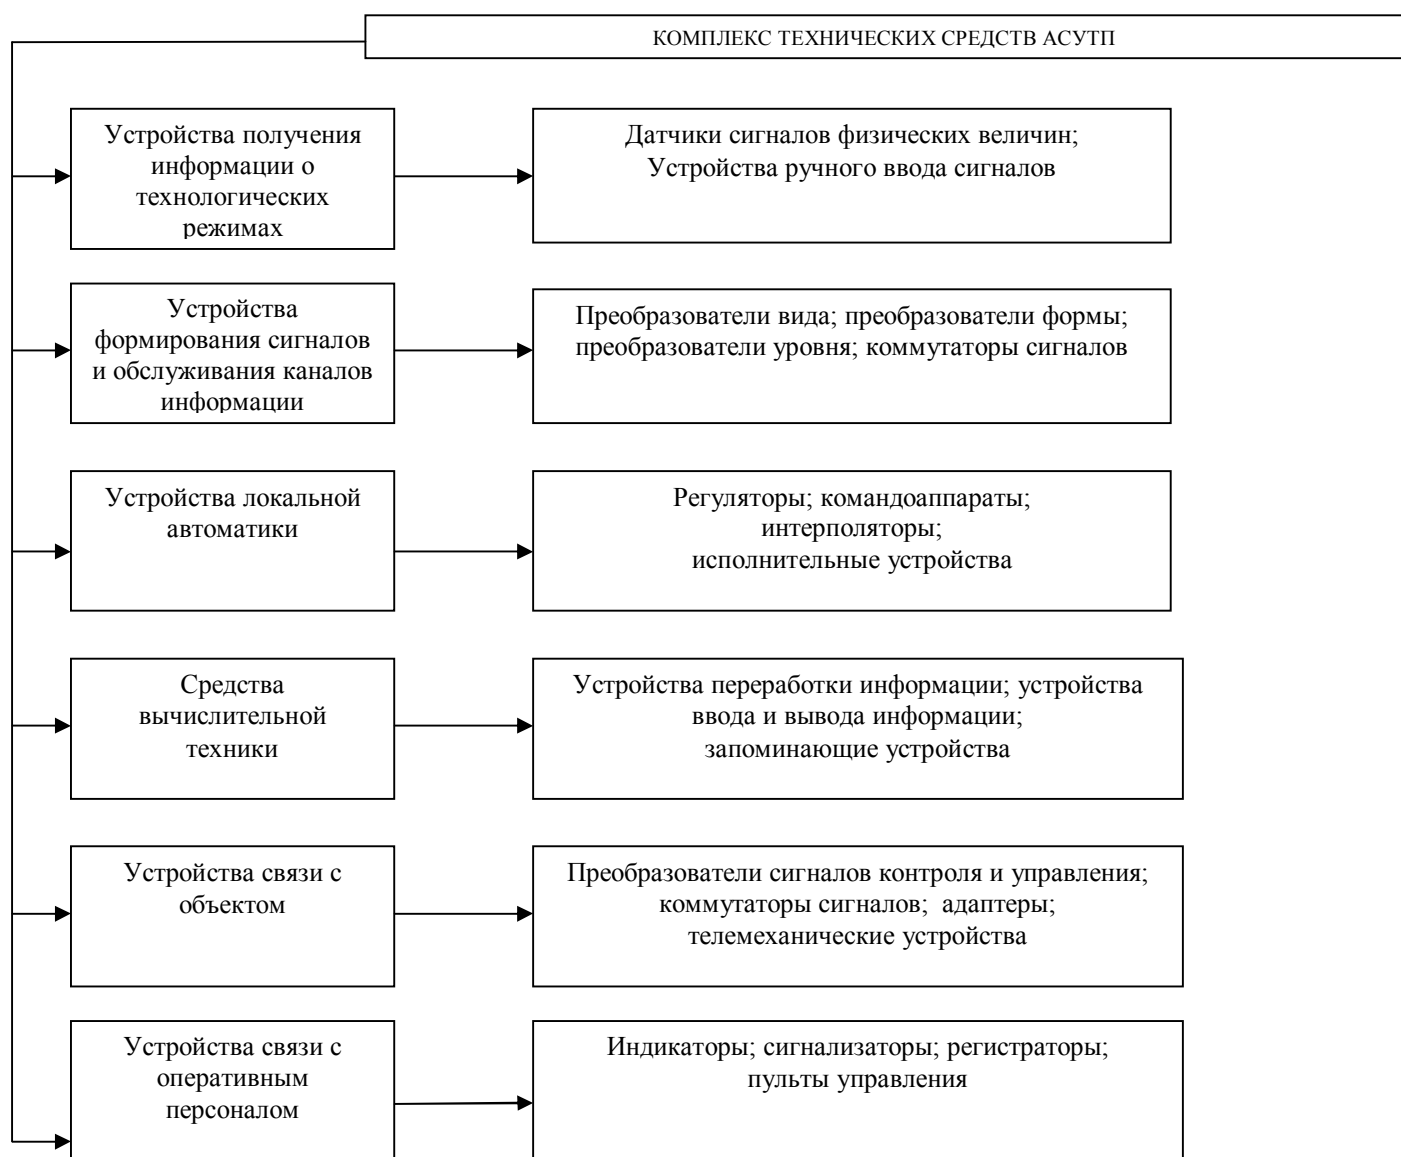 КОМПЛЕКС ТЕХНИЧЕСКИХ СРЕДСТВ АСУТП
Устройства получения
информации о
технологических
режимах
Датчики сигналов физических величин;
Устройства ручного ввода сигналов
Устройства
формирования сигналов
и обслуживания каналов
информации
Преобразователи вида; преобразователи формы;
преобразователи уровня; коммутаторы сигналов
Устройства локальной
автоматики
Регуляторы; командоаппараты;
интерполяторы;
исполнительные устройства
Средства
вычислительной
техники
Устройства переработки информации; устройства
ввода и вывода информации;
запоминающие устройства
Устройства связи с
объектом
Преобразователи сигналов контроля и управления;
коммутаторы сигналов;  адаптеры;
телемеханические устройства
Устройства связи с
оперативным
персоналом
Индикаторы; сигнализаторы; регистраторы;
пульты управления